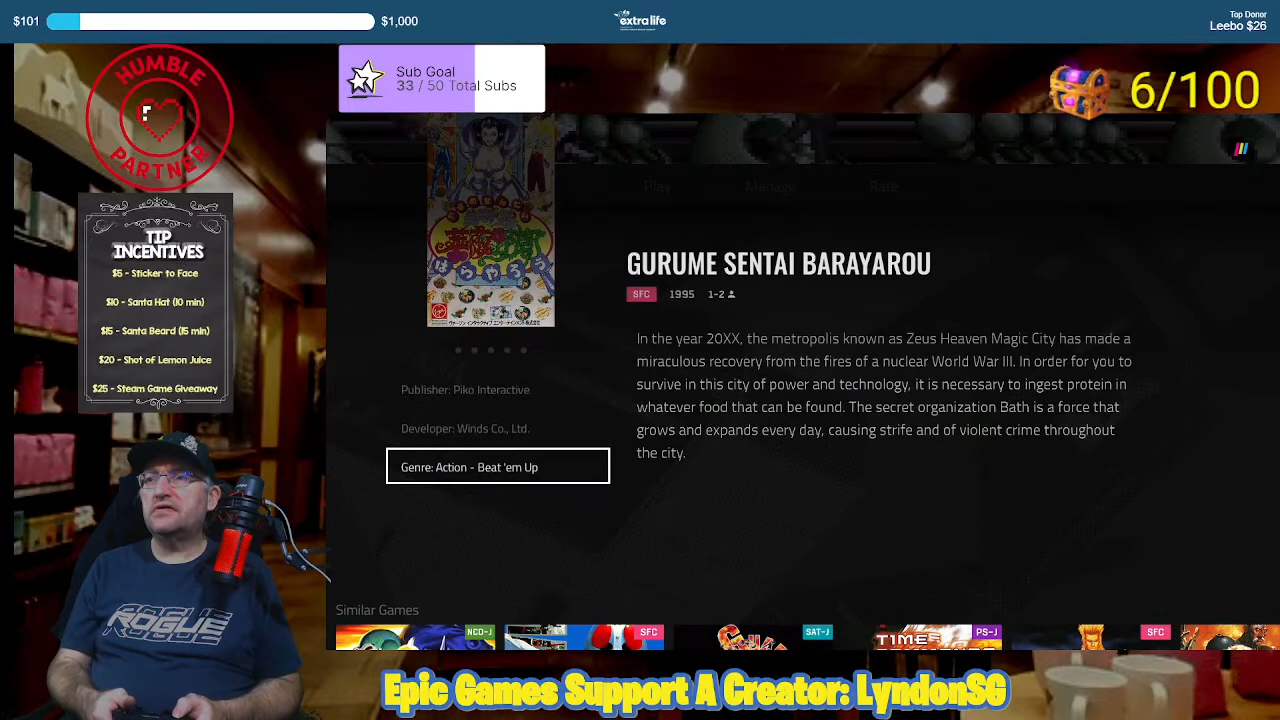 $101
$1,000
extra life
Top Donor
Leebo $26
HUMBLE
PARTNER
Sub Goal
33 / 50 Total Subs
6/100
TIP
INCENTIVES
$5 - Sticker to Face
$10 - Santa Hat (10 min)
$15 - Santa Beard (15 min)
$20 - Shot of Lemon Juice
$25 - Steam Game Giveaway
Play
Manage
Rate
GURUME SENTAI BARAYAROU
SFC
1995
1-2
In the year 20XX, the metropolis known as Zeus Heaven Magic City has made a
miraculous recovery from the fires of a nuclear World War III. In order for you to
survive in this city of power and technology, it is necessary to ingest protein in
whatever food that can be found. The secret organization Bath is a force that
grows and expands every day, causing strife and of violent crime throughout
the city.
ばらやろう
Publisher: Piko Interactive
Developer: Winds Co., Ltd.
Genre: Action - Beat 'em Up
ROGUE
Similar Games
NCD-J
SFC
SAT-J
TIME
PS-J
SFC
Epic Games Support A Creator: LyndonSG